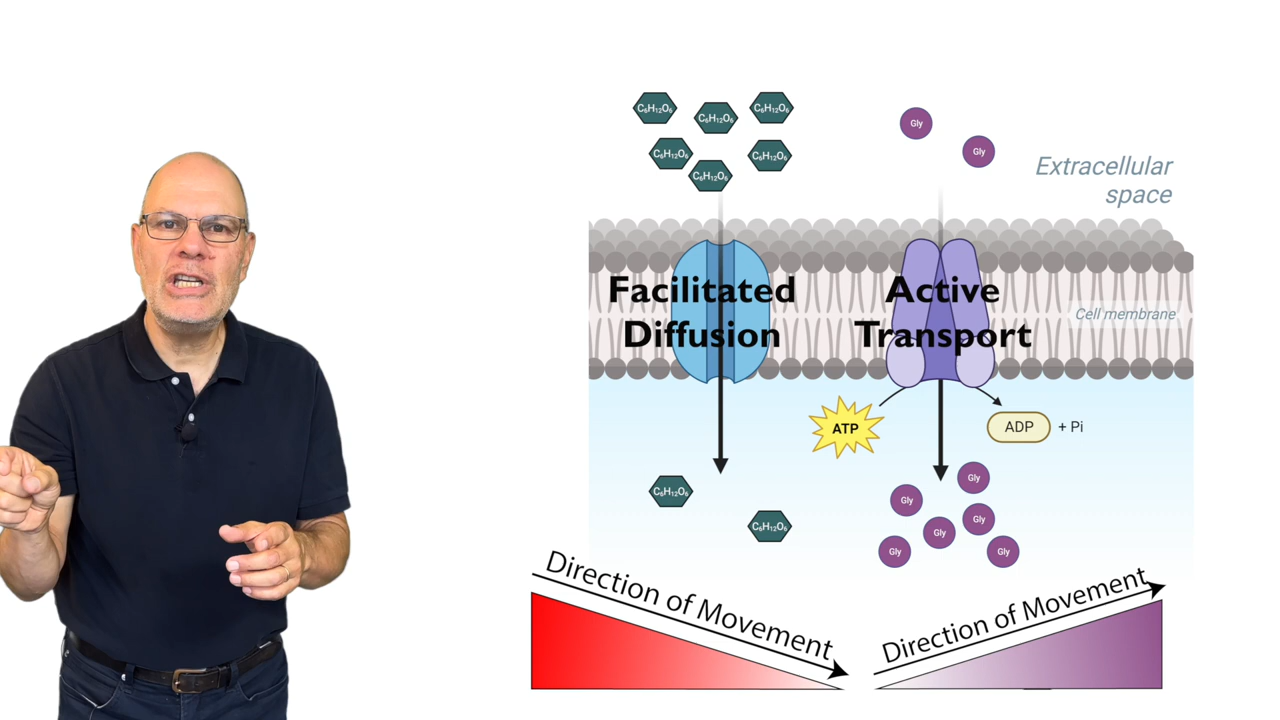 C₆H₁₂O₆
C₆H₁₂O₆
C₆H₁₂O₆
C₆H₁₂O₆
C₆H₁₂O₆
C₆H₁₂O₆
Gly
Gly
Extracellular
space
Facilitated
Diffusion
Active
Transport
Cell membrane
ATP
ADP + Pi
C₆H₁₂O₆
C₆H₁₂O₆
Gly
Gly
Gly
Gly
Gly
Gly
Direction of Movement
Direction of Movement